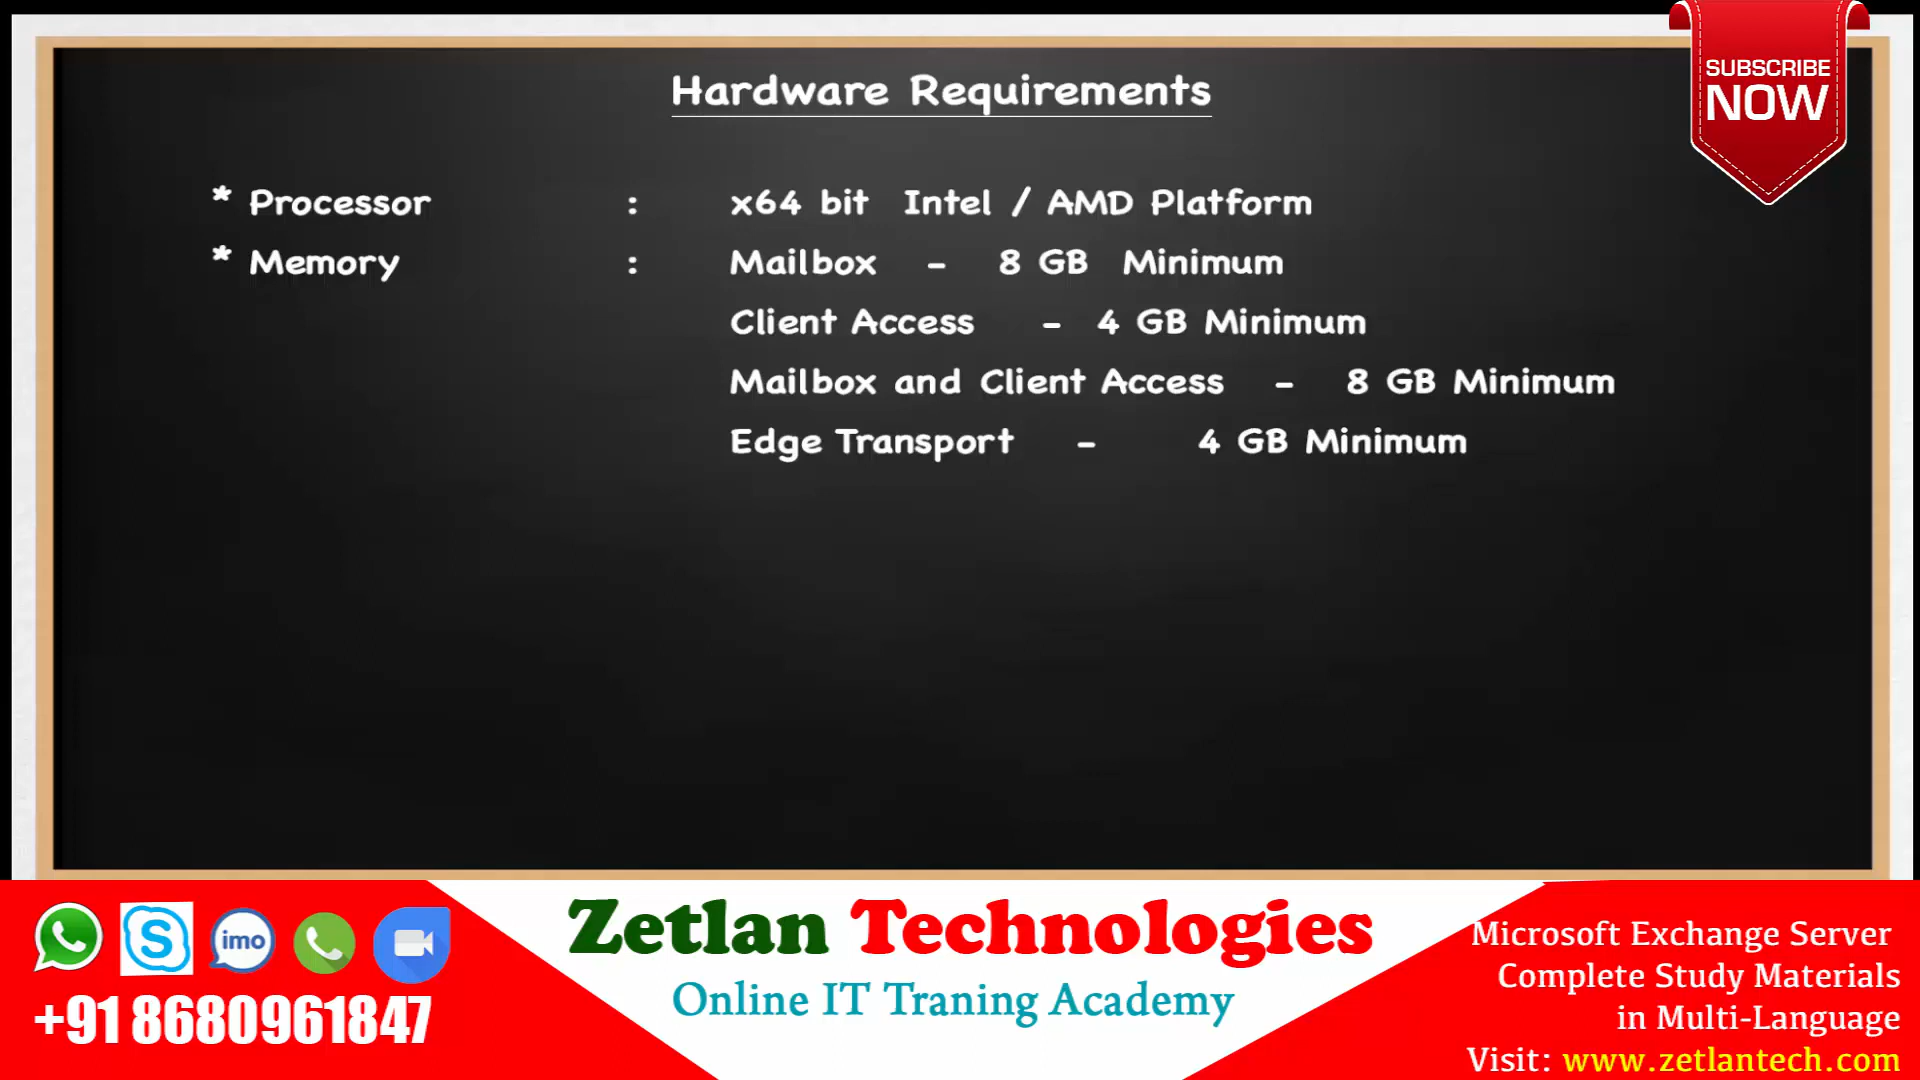 Hardware Requirements
SUBSCRIBE
NOW
* Processor : x64 bit Intel / AMD Platform
* Memory : Mailbox - 8 GB Minimum
Client Access - 4 GB Minimum
Mailbox and Client Access - 8 GB Minimum
Edge Transport - 4 GB Minimum
S
imo
+91 8680961847
Zetlan Technologies
Online IT Traning Academy
Microsoft Exchange Server
Complete Study Materials
in Multi-Language
Visit: www.zetlantech.com